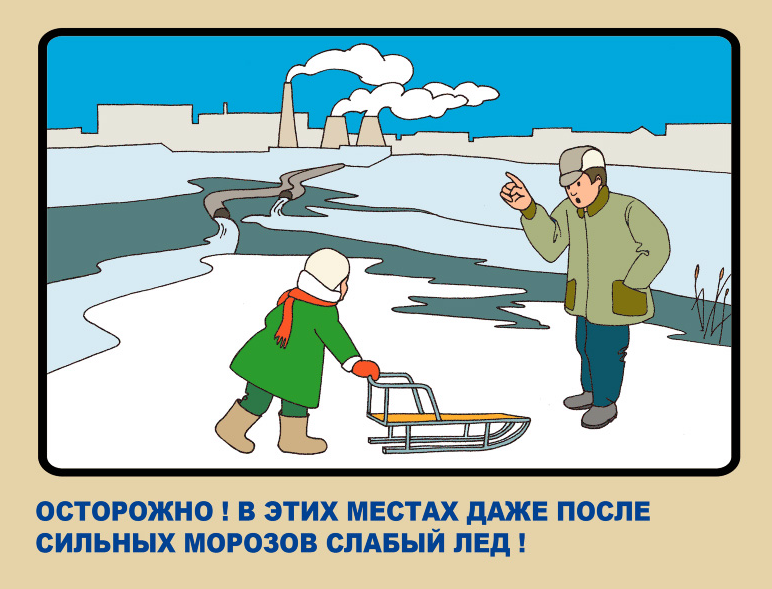 ОСТОРОЖНО ! В ЭТИХ МЕСТАХ ДАЖЕ ПОСЛЕ
СИЛЬНЫХ МОРОЗОВ СЛАБЫЙ ЛЕД !